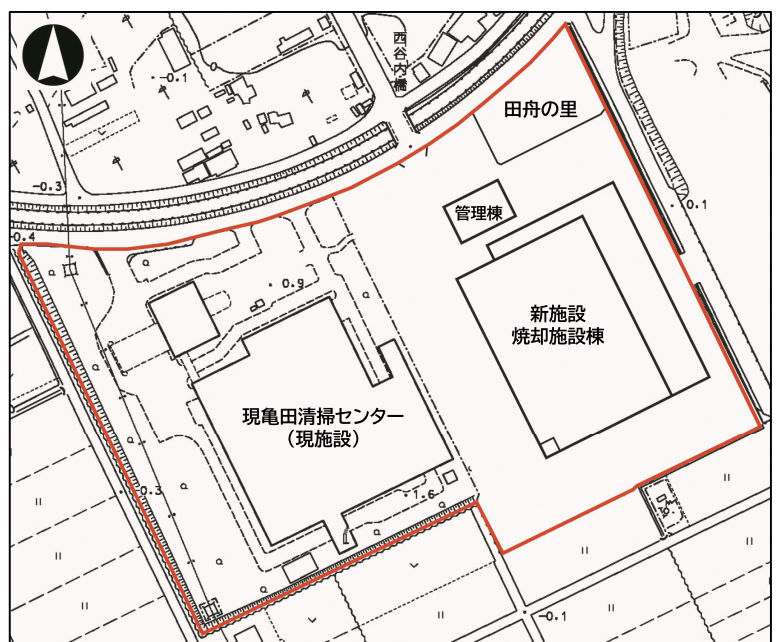 西谷内橋
-0.1
田舟の里
-0.3
管理棟
0.1
-0.4
0.9
新施設
焼却施設棟
現亀田清掃センター
(現施設)
-0.3
1.6
-0.1